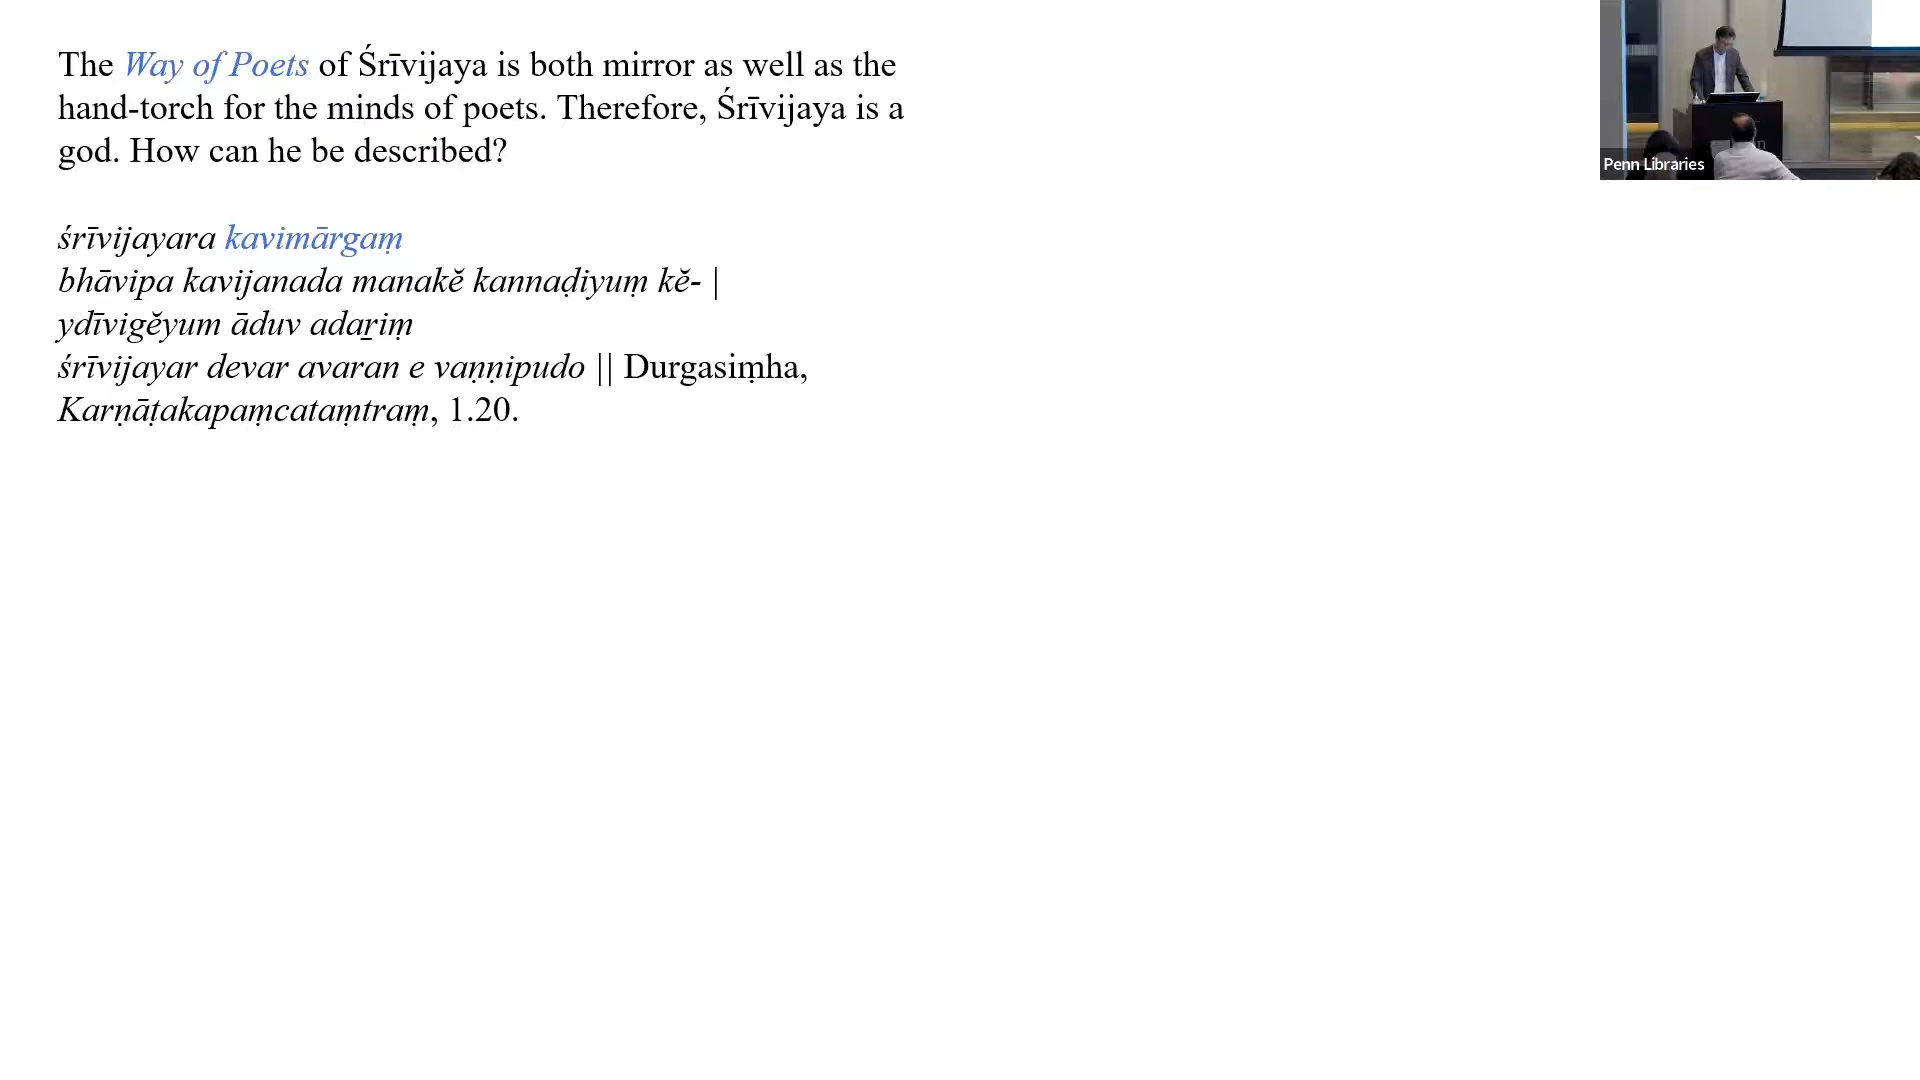 The Way of Poets of Śrīvijaya is both mirror as well as the
hand-torch for the minds of poets. Therefore, Śrīvijaya is a
god. How can he be described?
śrīvijayara kavimārgaṃ
bhāvipa kavijanada manakĕ kannaḍiyuṃ kĕ- |
ydīvigĕyum āduv adaṟiṃ
śrīvijayar devar avaran e vaṇṇipudo || Durgasiṃha,
Karṇāṭakapaṃcataṃtraṃ, 1.20.
Penn Libraries